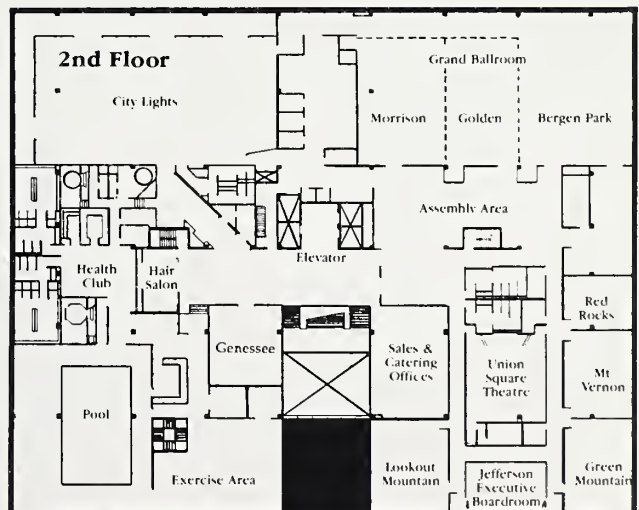 2nd Floor
City Lights
Grand Ballroom
Morrison
Golden
Bergen Park
Assembly Area
Elevator
Health
Club
Hair
Salon
Red
Rocks
Genessee
Sales &
Catering
Offices
Union
Square
Theatre
Mt
Vernon
Pool
Exercise Area
Lookout
Mountain
Jefferson
Executive
Boardroom
Green
Mountain